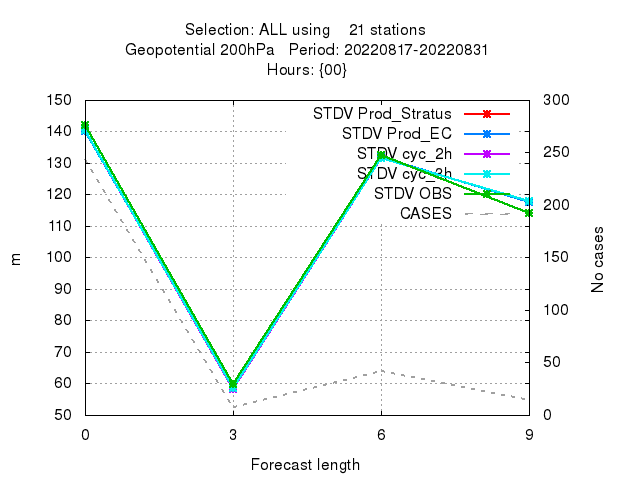 Selection: ALL using 21 stations
Geopotential 200hPa Period: 20220817-20220831
Hours: {00}
150 300
STDV Prod_Stratus
140
STDV Prod_EC
130 250
STDV cyc_2h
STDV cyc_3h
120
STDV OBS
200
CASES
110
100 150
m
No cases
90
80 100
70
60 50
50 0
0 3 6 9
Forecast length